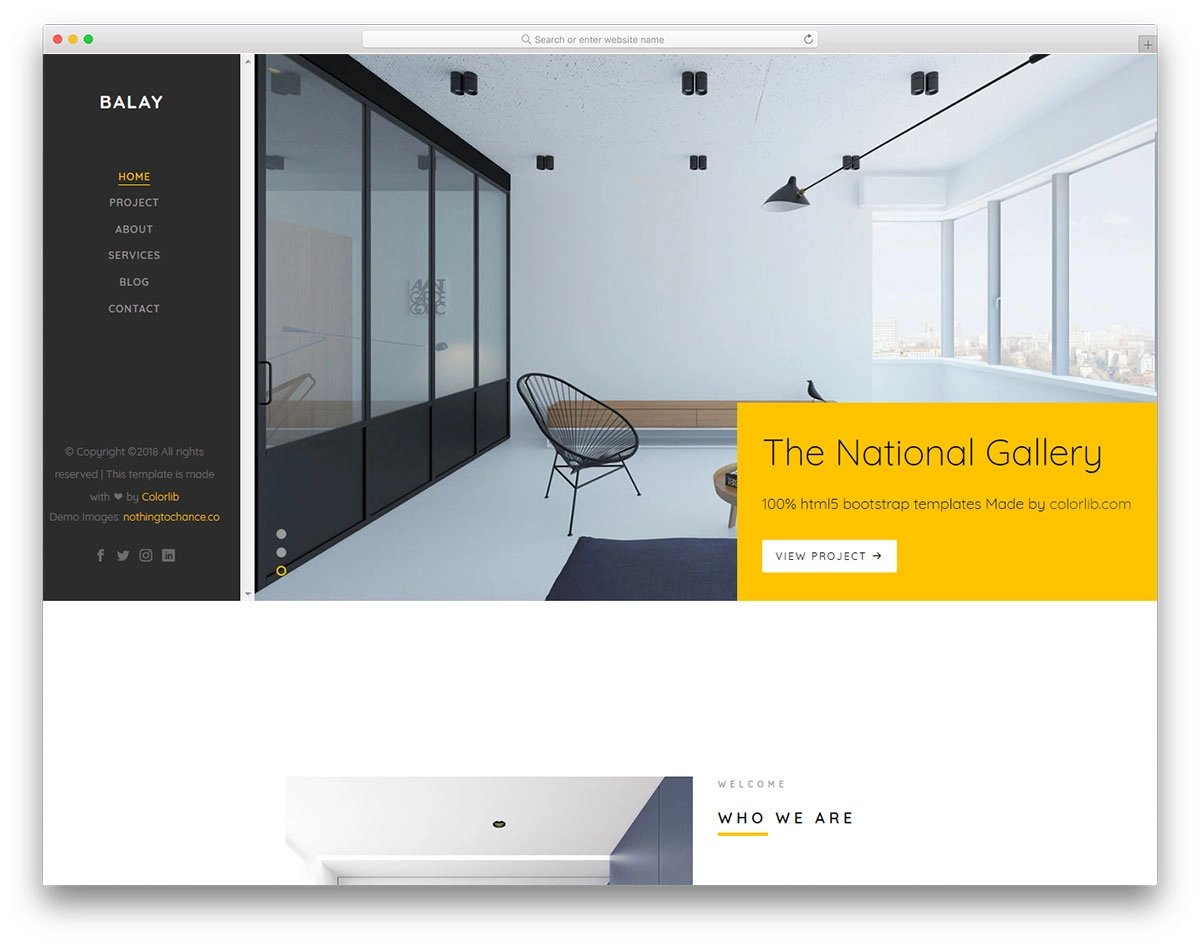 Search or enter website name
BALAY
HOME
PROJECT
ABOUT
SERVICES
BLOG
CONTACT
© Copyright ©2018 All rights
reserved | This template is made
with ❤ by Colorlib
Demo Images: nothingtochance.co
The National Gallery
100% html5 bootstrap templates Made by colorlib.com
VIEW PROJECT →
WELCOME
WHO WE ARE